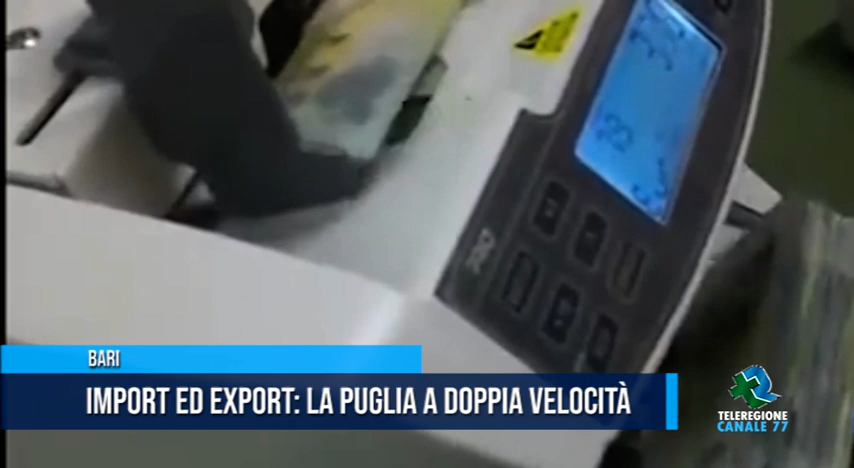 BARI
IMPORT ED EXPORT: LA PUGLIA A DOPPIA VELOCITÀ
TELEREGIONE
CANALE 77